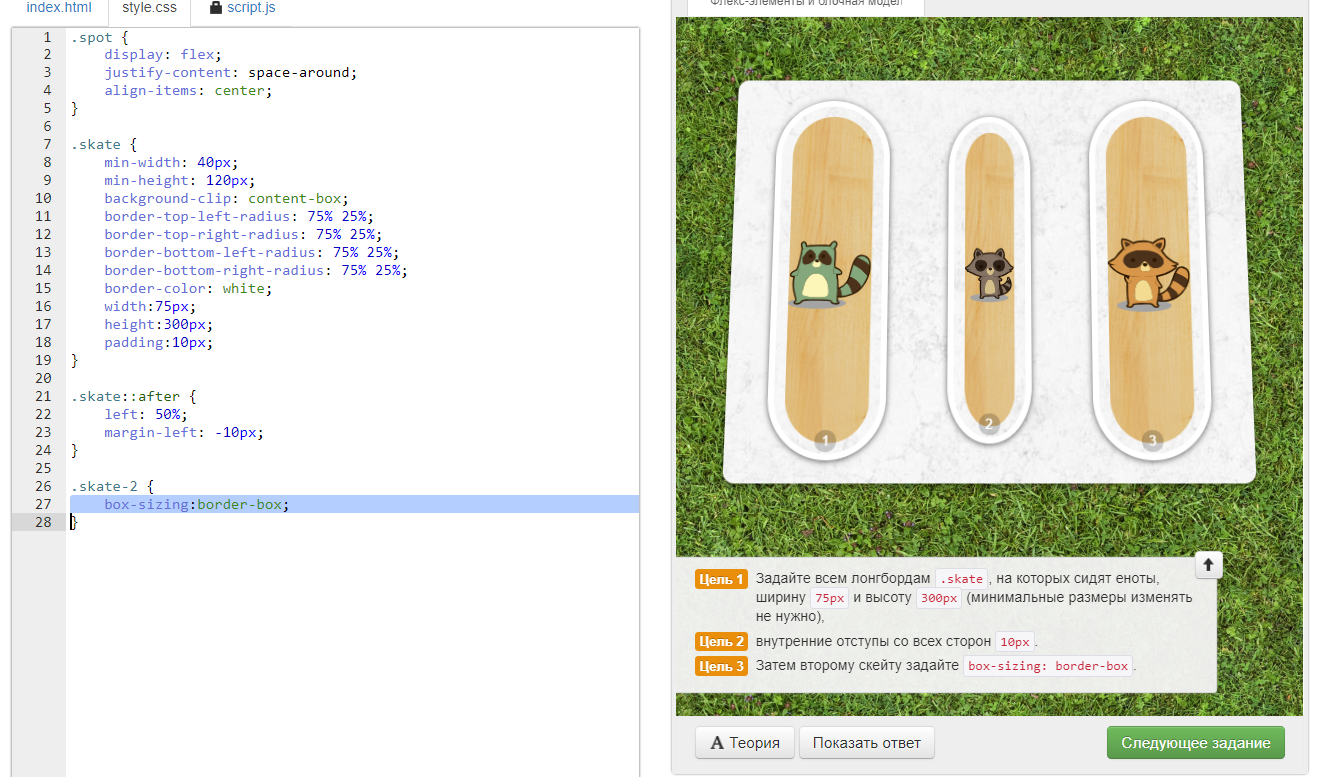 index.html
style.css
script.js
Флекс-элементы и блочная модель
1 .spot {
2 display: flex;
3 justify-content: space-around;
4 align-items: center;
5 }
6
7 .skate {
8 min-width: 40px;
9 min-height: 120px;
10 background-clip: content-box;
11 border-top-left-radius: 75% 25%;
12 border-top-right-radius: 75% 25%;
13 border-bottom-left-radius: 75% 25%;
14 border-bottom-right-radius: 75% 25%;
15 border-color: white;
16 width:75px;
17 height:300px;
18 padding:10px;
19 }
20
21 .skate::after {
22 left: 50%;
23 margin-left: -10px;
24 }
25
26 .skate-2 {
27 box-sizing:border-box;
28 }
1
2
3
Цель 1 Задайте всем лонгбордам .skate, на которых сидят еноты,
ширину 75px и высоту 300px (минимальные размеры изменять
не нужно),
Цель 2 внутренние отступы со всех сторон 10px.
Цель 3 Затем второму скейту задайте box-sizing: border-box.
A Теория
Показать ответ
Следующее задание